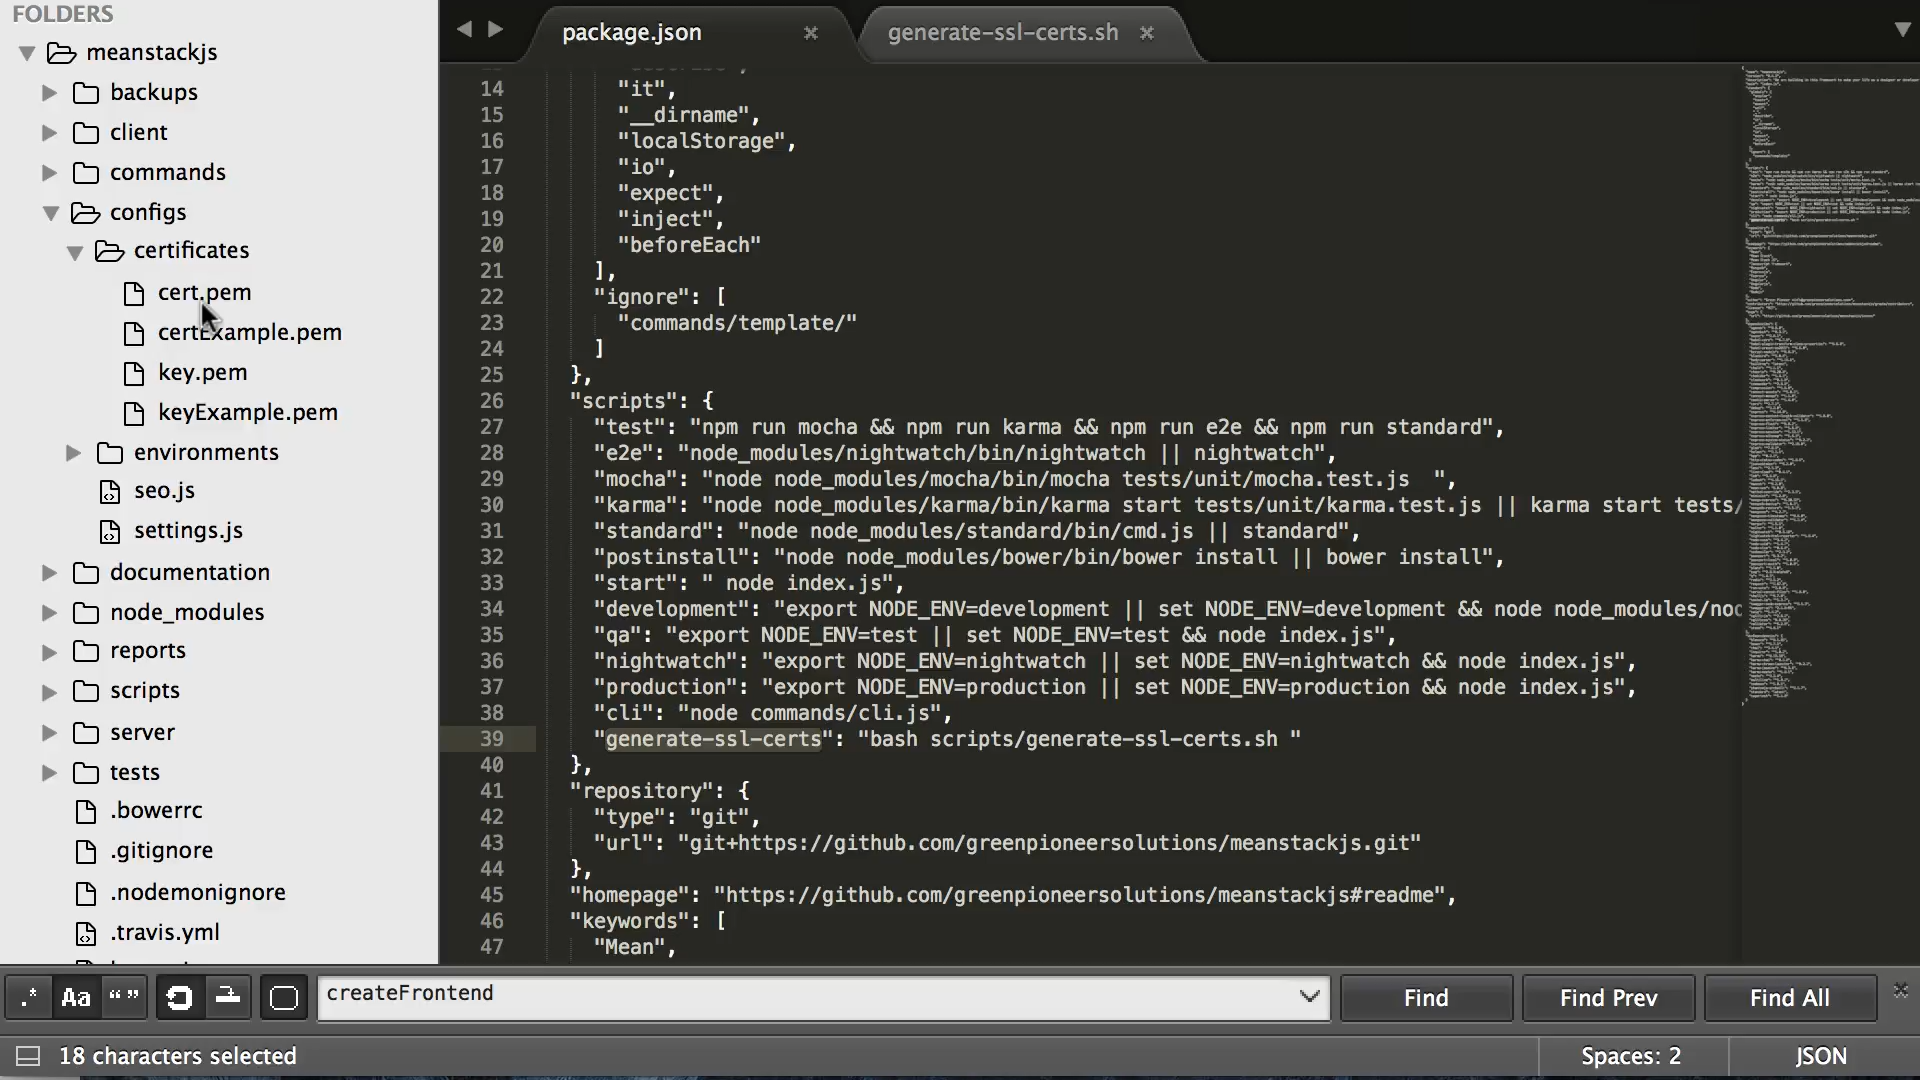 FOLDERS
meanstackjs
backups
client
commands
configs
certificates
cert.pem
certExample.pem
key.pem
keyExample.pem
environments
seo.js
settings.js
documentation
node_modules
reports
scripts
server
tests
.bowerrc
.gitignore
.nodemonignore
.travis.yml
package.json
generate-ssl-certs.sh
14 "it",
15 "__dirname",
16 "localStorage",
17 "io",
18 "expect",
19 "inject",
20 "beforeEach"
21 ],
22 "ignore": [
23 "commands/template/"
24 ]
25 },
26 "scripts": {
27 "test": "npm run mocha && npm run karma && npm run e2e && npm run standard",
28 "e2e": "node_modules/nightwatch/bin/nightwatch || nightwatch",
29 "mocha": "node node_modules/mocha/bin/mocha tests/unit/mocha.test.js  ",
30 "karma": "node node_modules/karma/bin/karma start tests/unit/karma.test.js || karma start tests/
31 "standard": "node node_modules/standard/bin/cmd.js || standard",
32 "postinstall": "node node_modules/bower/bin/bower install || bower install",
33 "start": " node index.js",
34 "development": "export NODE_ENV=development || set NODE_ENV=development && node node_modules/noc
35 "qa": "export NODE_ENV=test || set NODE_ENV=test && node index.js",
36 "nightwatch": "export NODE_ENV=nightwatch || set NODE_ENV=nightwatch && node index.js",
37 "production": "export NODE_ENV=production || set NODE_ENV=production && node index.js",
38 "cli": "node commands/cli.js",
39 "generate-ssl-certs": "bash scripts/generate-ssl-certs.sh "
40 },
41 "repository": {
42 "type": "git",
43 "url": "git+https://github.com/greenpioneersolutions/meanstackjs.git"
44 },
45 "homepage": "https://github.com/greenpioneersolutions/meanstackjs#readme",
46 "keywords": [
47 "Mean",
.* Aa “ ”
createFrontend
Find
Find Prev
Find All
18 characters selected
Spaces: 2
JSON